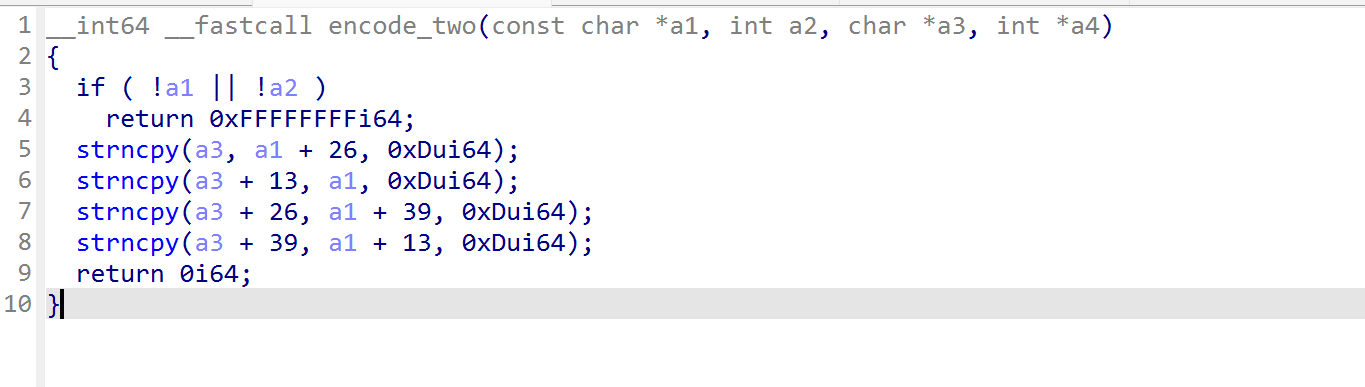 1 __int64 __fastcall encode_two(const char *a1, int a2, char *a3, int *a4)
2 {
3   if ( !a1 || !a2 )
4     return 0xFFFFFFFFi64;
5   strncpy(a3, a1 + 26, 0xDui64);
6   strncpy(a3 + 13, a1, 0xDui64);
7   strncpy(a3 + 26, a1 + 39, 0xDui64);
8   strncpy(a3 + 39, a1 + 13, 0xDui64);
9   return 0i64;
10 }